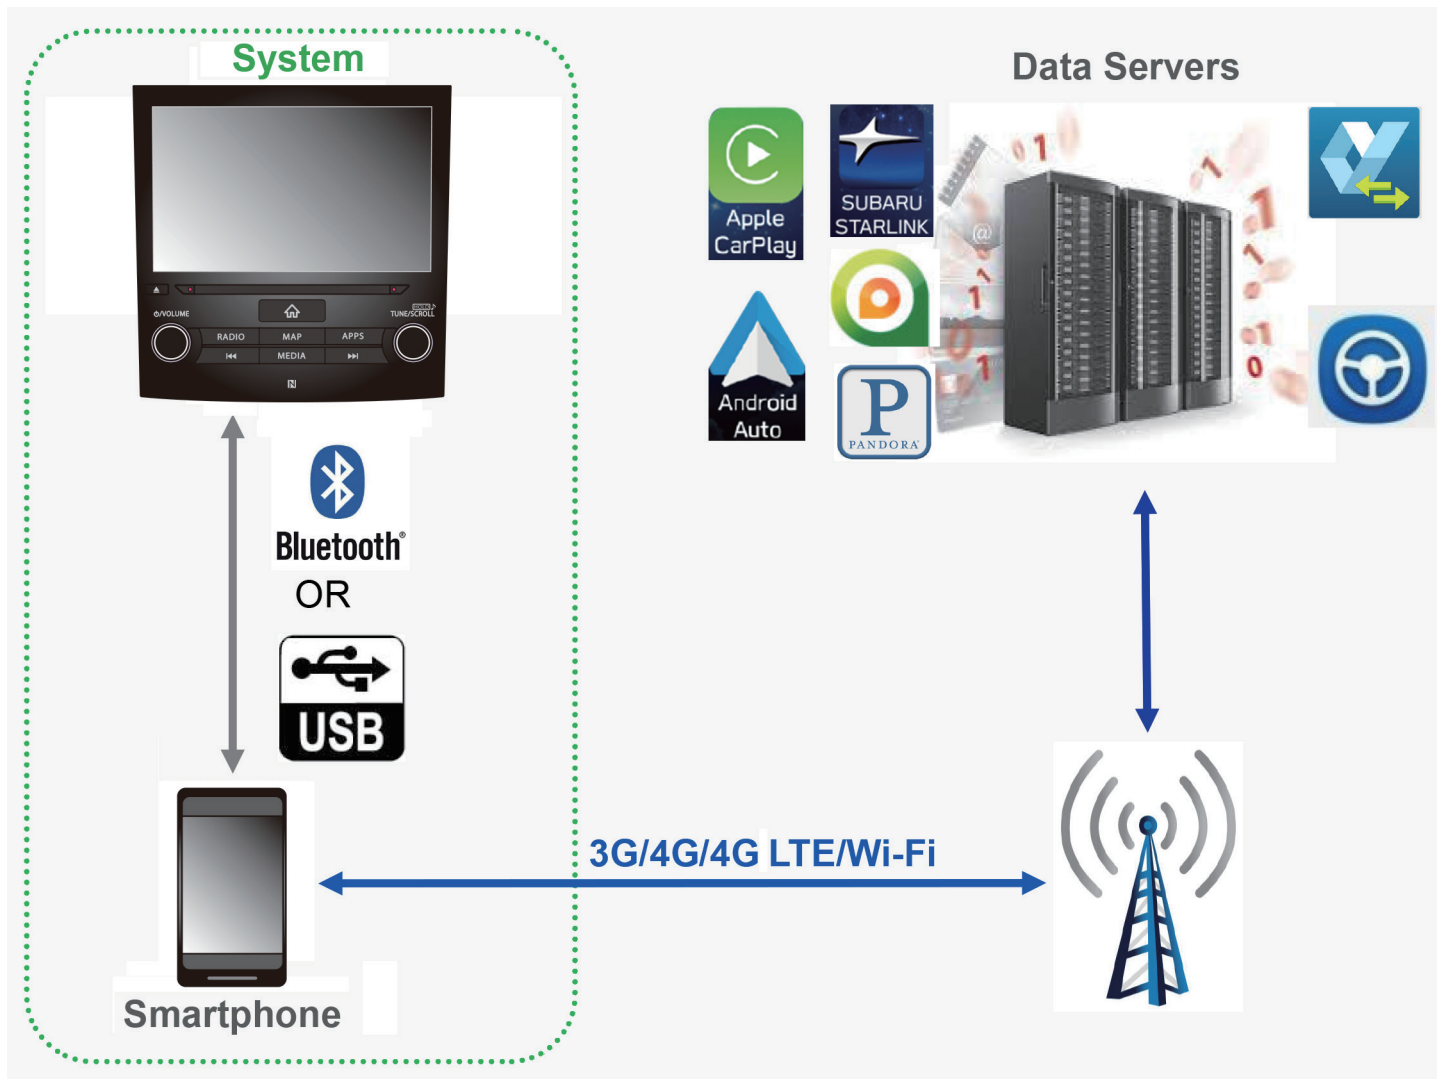 System
Data Servers
Apple
CarPlay
SUBARU
STARLINK
Android
Auto
P
PANDORA
@
VOLUME
TUNE/SCROLL
RADIO
MAP
APPS
MEDIA
N
Bluetooth®
OR
USB
3G/4G/4G LTE/Wi-Fi
Smartphone